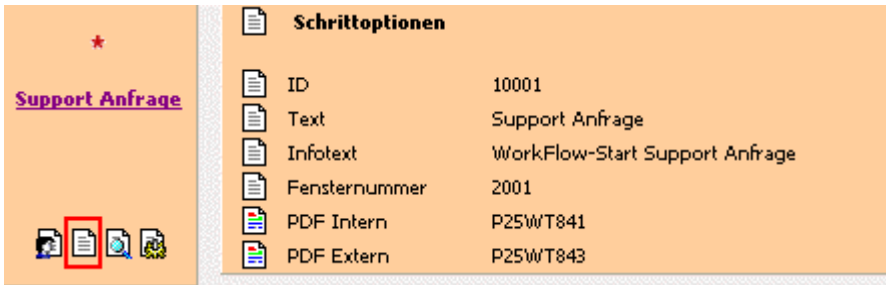 *
Support Anfrage
Schrittoptionen
ID 10001
Text Support Anfrage
Infotext WorkFlow-Start Support Anfrage
Fensternummer 2001
PDF Intern P25WT841
PDF Extern P25WT843